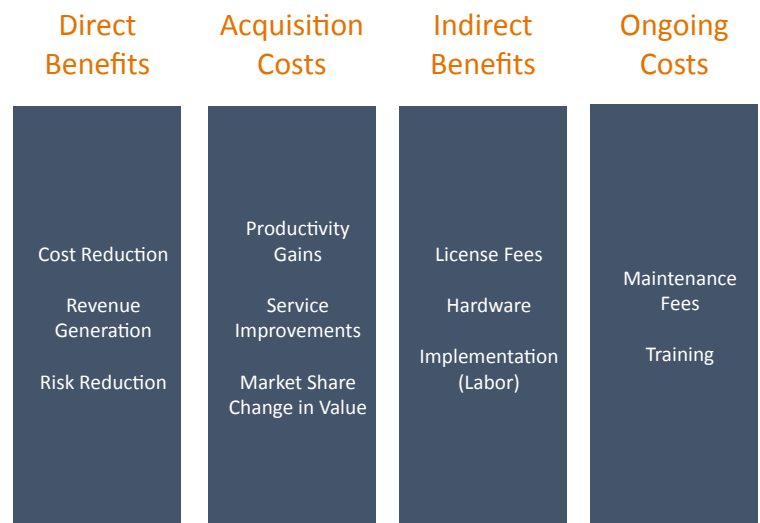 Direct
Benefits
Acquisition
Costs
Indirect
Benefits
Ongoing
Costs
Cost Reduction
Revenue
Generation
Risk Reduction
Productivity
Gains
Service
Improvements
Market Share
Change in Value
License Fees
Hardware
Implementation
(Labor)
Maintenance
Fees
Training